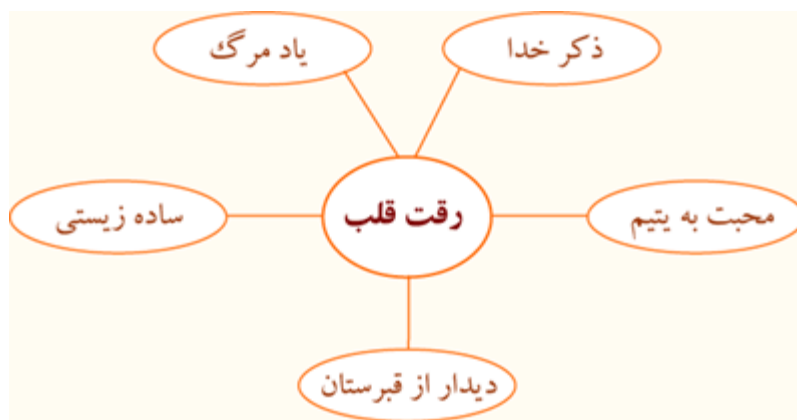 ذکر خدا
یاد مرگ
رقت قلب
محبت به یتیم
ساده زیستی
دیدار از قبرستان